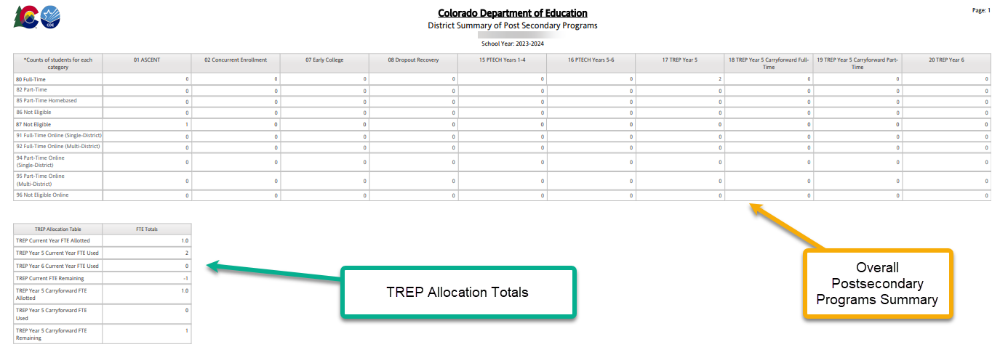 CDE
Colorado Department of Education
District Summary of Post Secondary Programs
School Year: 2023-2024
Page: 1
*Counts of students for each category 01 ASCENT 02 Concurrent Enrollment 07 Early College 08 Dropout Recovery 15 PTECH Years 1-4 16 PTECH Years 5-6 17 TREP Year 5 18 TREP Year 5 Carryforward Full-Time 19 TREP Year 5 Carryforward Part-Time 20 TREP Year 6
80 Full-Time 0 0 0 0 0 0 2 0 0 0
82 Part-Time 0 0 0 0 0 0 0 0 0 0
85 Part-Time Homebased 0 0 0 0 0 0 0 0 0 0
86 Not Eligible 0 0 0 0 0 0 0 0 0 0
87 Not Eligible 1 0 0 0 0 0 0 0 0 0
91 Full-Time Online (Single-District) 0 0 0 0 0 0 0 0 0 0
92 Full-Time Online (Multi-District) 0 0 0 0 0 0 0 0 0 0
94 Part-Time Online
(Single-District) 0 0 0 0 0 0 0 0 0 0
95 Part-Time Online
(Multi-District) 0 0 0 0 0 0 0 0 0 0
96 Not Eligible Online 0 0 0 0 0 0 0 0 0 0
TREP Allocation Table FTE Totals
TREP Current Year FTE Allotted 1.0
TREP Year 5 Current Year FTE Used 2
TREP Year 6 Current Year FTE Used 0
TREP Current FTE Remaining -1
TREP Year 5 Carryforward FTE
Allotted 1.0
TREP Year 5 Carryforward FTE
Used 0
TREP Year 5 Carryforward FTE
Remaining 1
TREP Allocation Totals
Overall
Postsecondary
Programs Summary